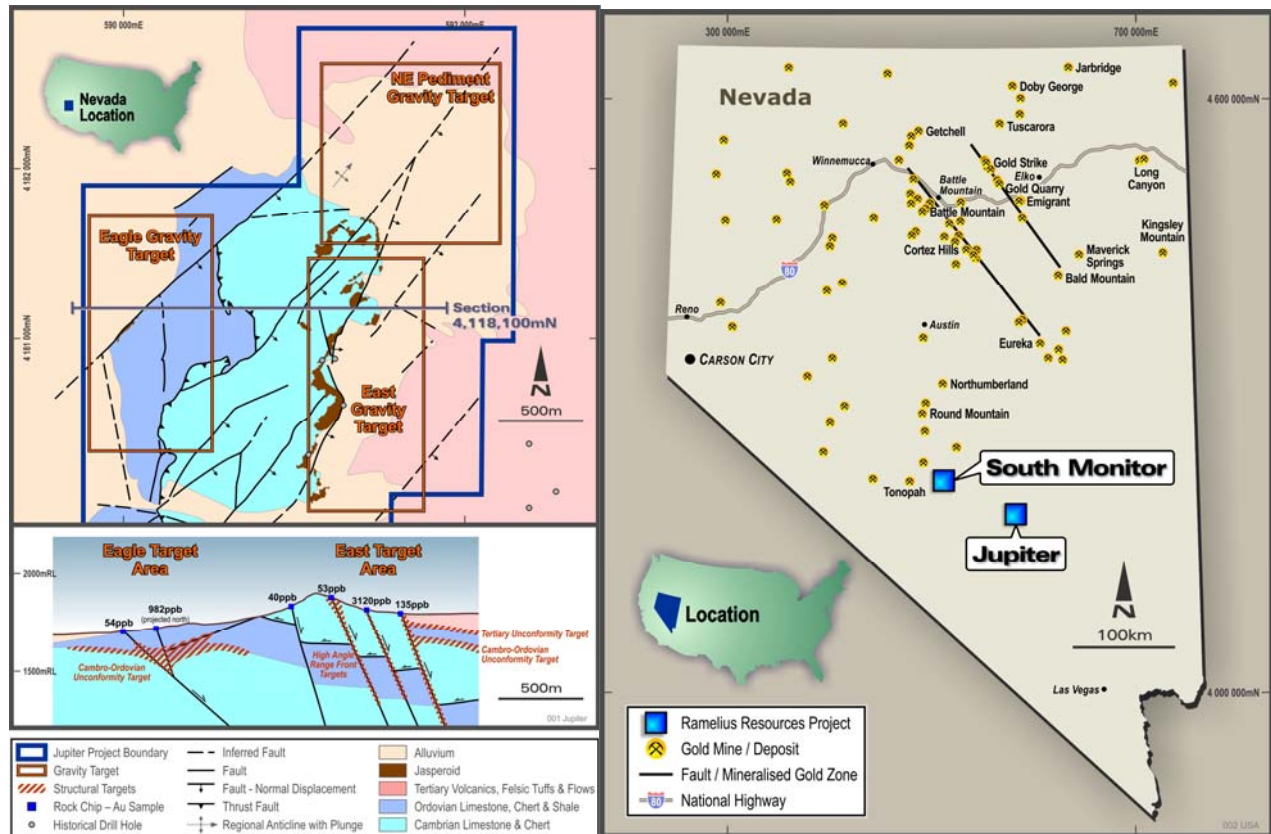 590 000mE
592 000mE
Nevada
Location
NE Pediment
Gravity Target
4 182 000mN
Eagle Gravity
Target
Section
4,118,100mN
4 181 000mN
East
Gravity
Target
N
500m
Eagle Target
Area
East Target
Area
2000mRL
1500mRL
54ppb
982ppb
(projected north)
40ppb
53ppb
3120ppb
135ppb
Cambro-Ordovian
Unconformity Target
High Angle
Range Front
Targets
Tertiary Unconformity Target
Cambro-Ordovian
Unconformity Target
500m
001 Jupiter
Jupiter Project Boundary
Gravity Target
Structural Targets
Rock Chip – Au Sample
Historical Drill Hole
Inferred Fault
Fault
Fault - Normal Displacement
Thrust Fault
Regional Anticline with Plunge
Alluvium
Jasperoid
Tertiary Volcanics, Felsic Tuffs & Flows
Ordovian Limestone, Chert & Shale
Cambrian Limestone & Chert
300 000mE
700 000mE
4 600 000mN
4 000 000mN
Nevada
Jarbridge
Doby George
Tuscarora
Getchell
Winnemucca
Gold Strike
Elko
Battle
Mountain
Gold Quarry
Emigrant
Long
Canyon
Battle Mountain
Kingsley
Mountain
Cortez Hills
Maverick
Springs
Bald Mountain
80
Reno
Austin
Eureka
CARSON CITY
Northumberland
Round Mountain
South Monitor
Tonopah
Jupiter
N
100km
Location
Las Vegas
Ramelius Resources Project
Gold Mine / Deposit
Fault / Mineralised Gold Zone
80
National Highway
002 USA